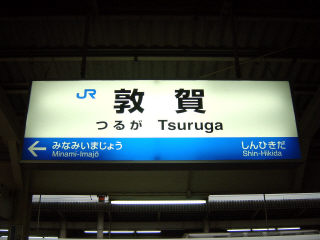 JR 敦賀
つるが Tsuruga
← みなみいまじょう しんひきだ
Minami-Imajō Shin-Hikida